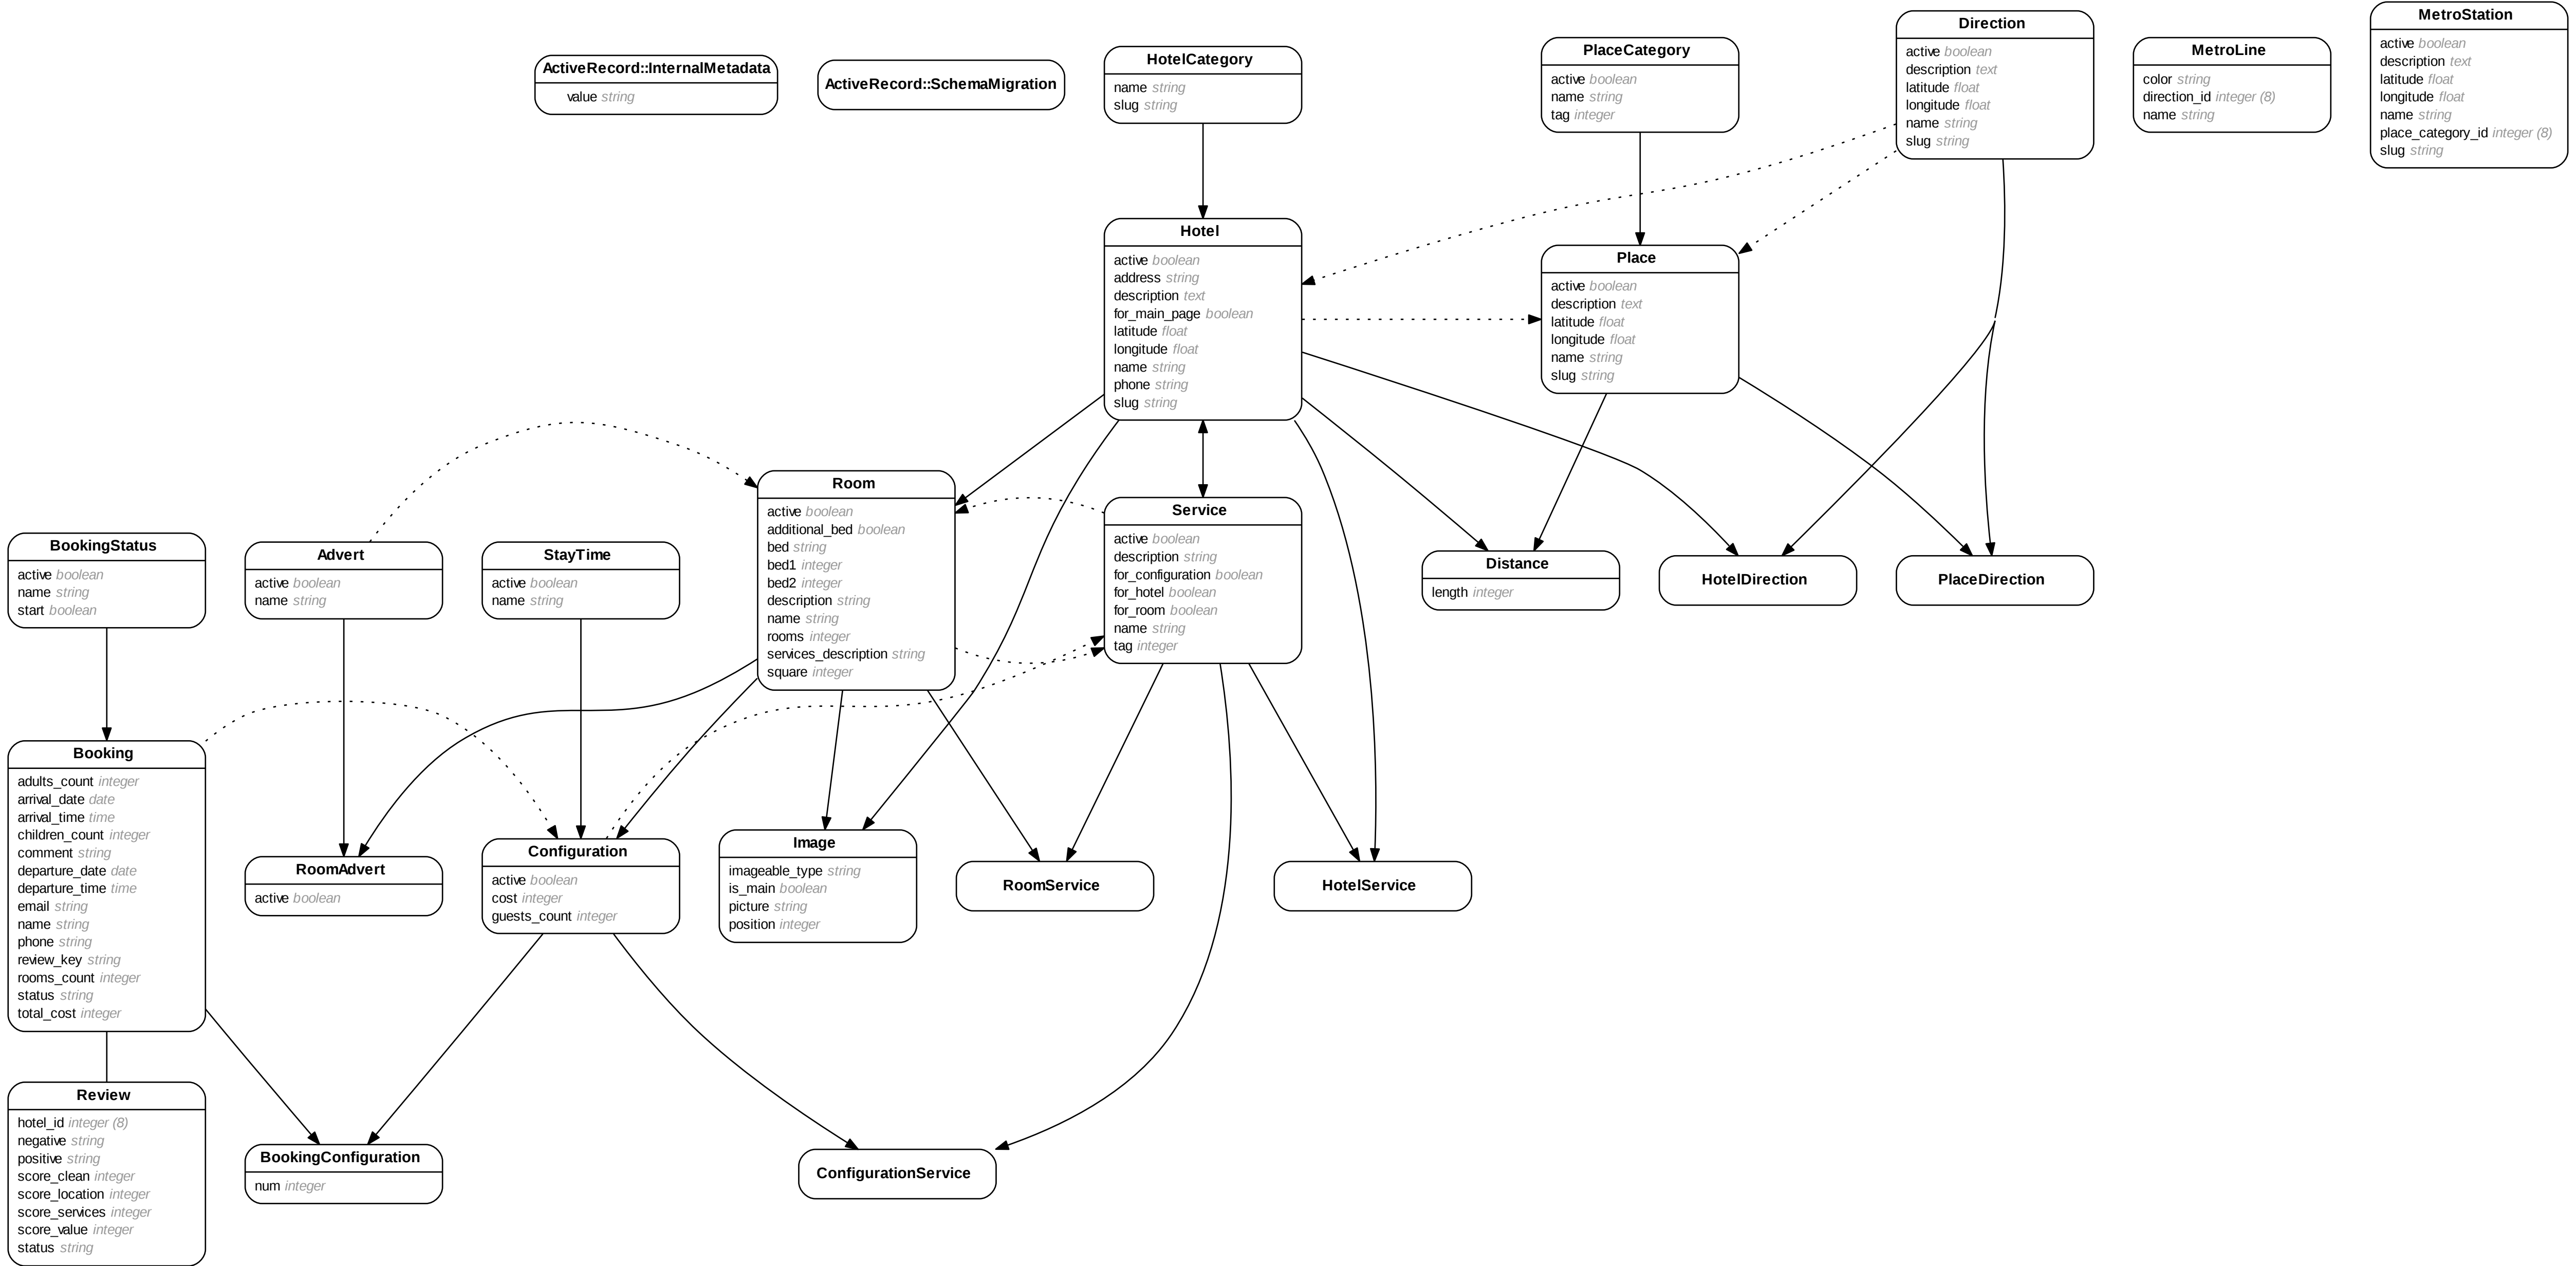 ActiveRecord::InternalMetadata
value string
ActiveRecord::SchemaMigration
HotelCategory
name string
slug string
PlaceCategory
active boolean
name string
tag integer
Direction
active boolean
description text
latitude float
longitude float
name string
slug string
MetroLine
color string
direction_id integer (8)
name string
MetroStation
active boolean
description text
latitude float
longitude float
name string
place_category_id integer (8)
slug string
Hotel
active boolean
address string
description text
for_main_page boolean
latitude float
longitude float
name string
phone string
slug string
Place
active boolean
description text
latitude float
longitude float
name string
slug string
Room
active boolean
additional_bed boolean
bed string
bed1 integer
bed2 integer
description string
name string
rooms integer
services_description string
square integer
Service
active boolean
description string
for_configuration boolean
for_hotel boolean
for_room boolean
name string
tag integer
BookingStatus
active boolean
name string
start boolean
Advert
active boolean
name string
StayTime
active boolean
name string
Distance
length integer
HotelDirection
PlaceDirection
Booking
adults_count integer
arrival_date date
arrival_time time
children_count integer
comment string
departure_date date
departure_time time
email string
name string
phone string
review_key string
rooms_count integer
status string
total_cost integer
RoomAdvert
active boolean
Configuration
active boolean
cost integer
guests_count integer
Image
imageable_type string
is_main boolean
picture string
position integer
RoomService
HotelService
Review
hotel_id integer (8)
negative string
positive string
score_clean integer
score_location integer
score_services integer
score_value integer
status string
BookingConfiguration
num integer
ConfigurationService